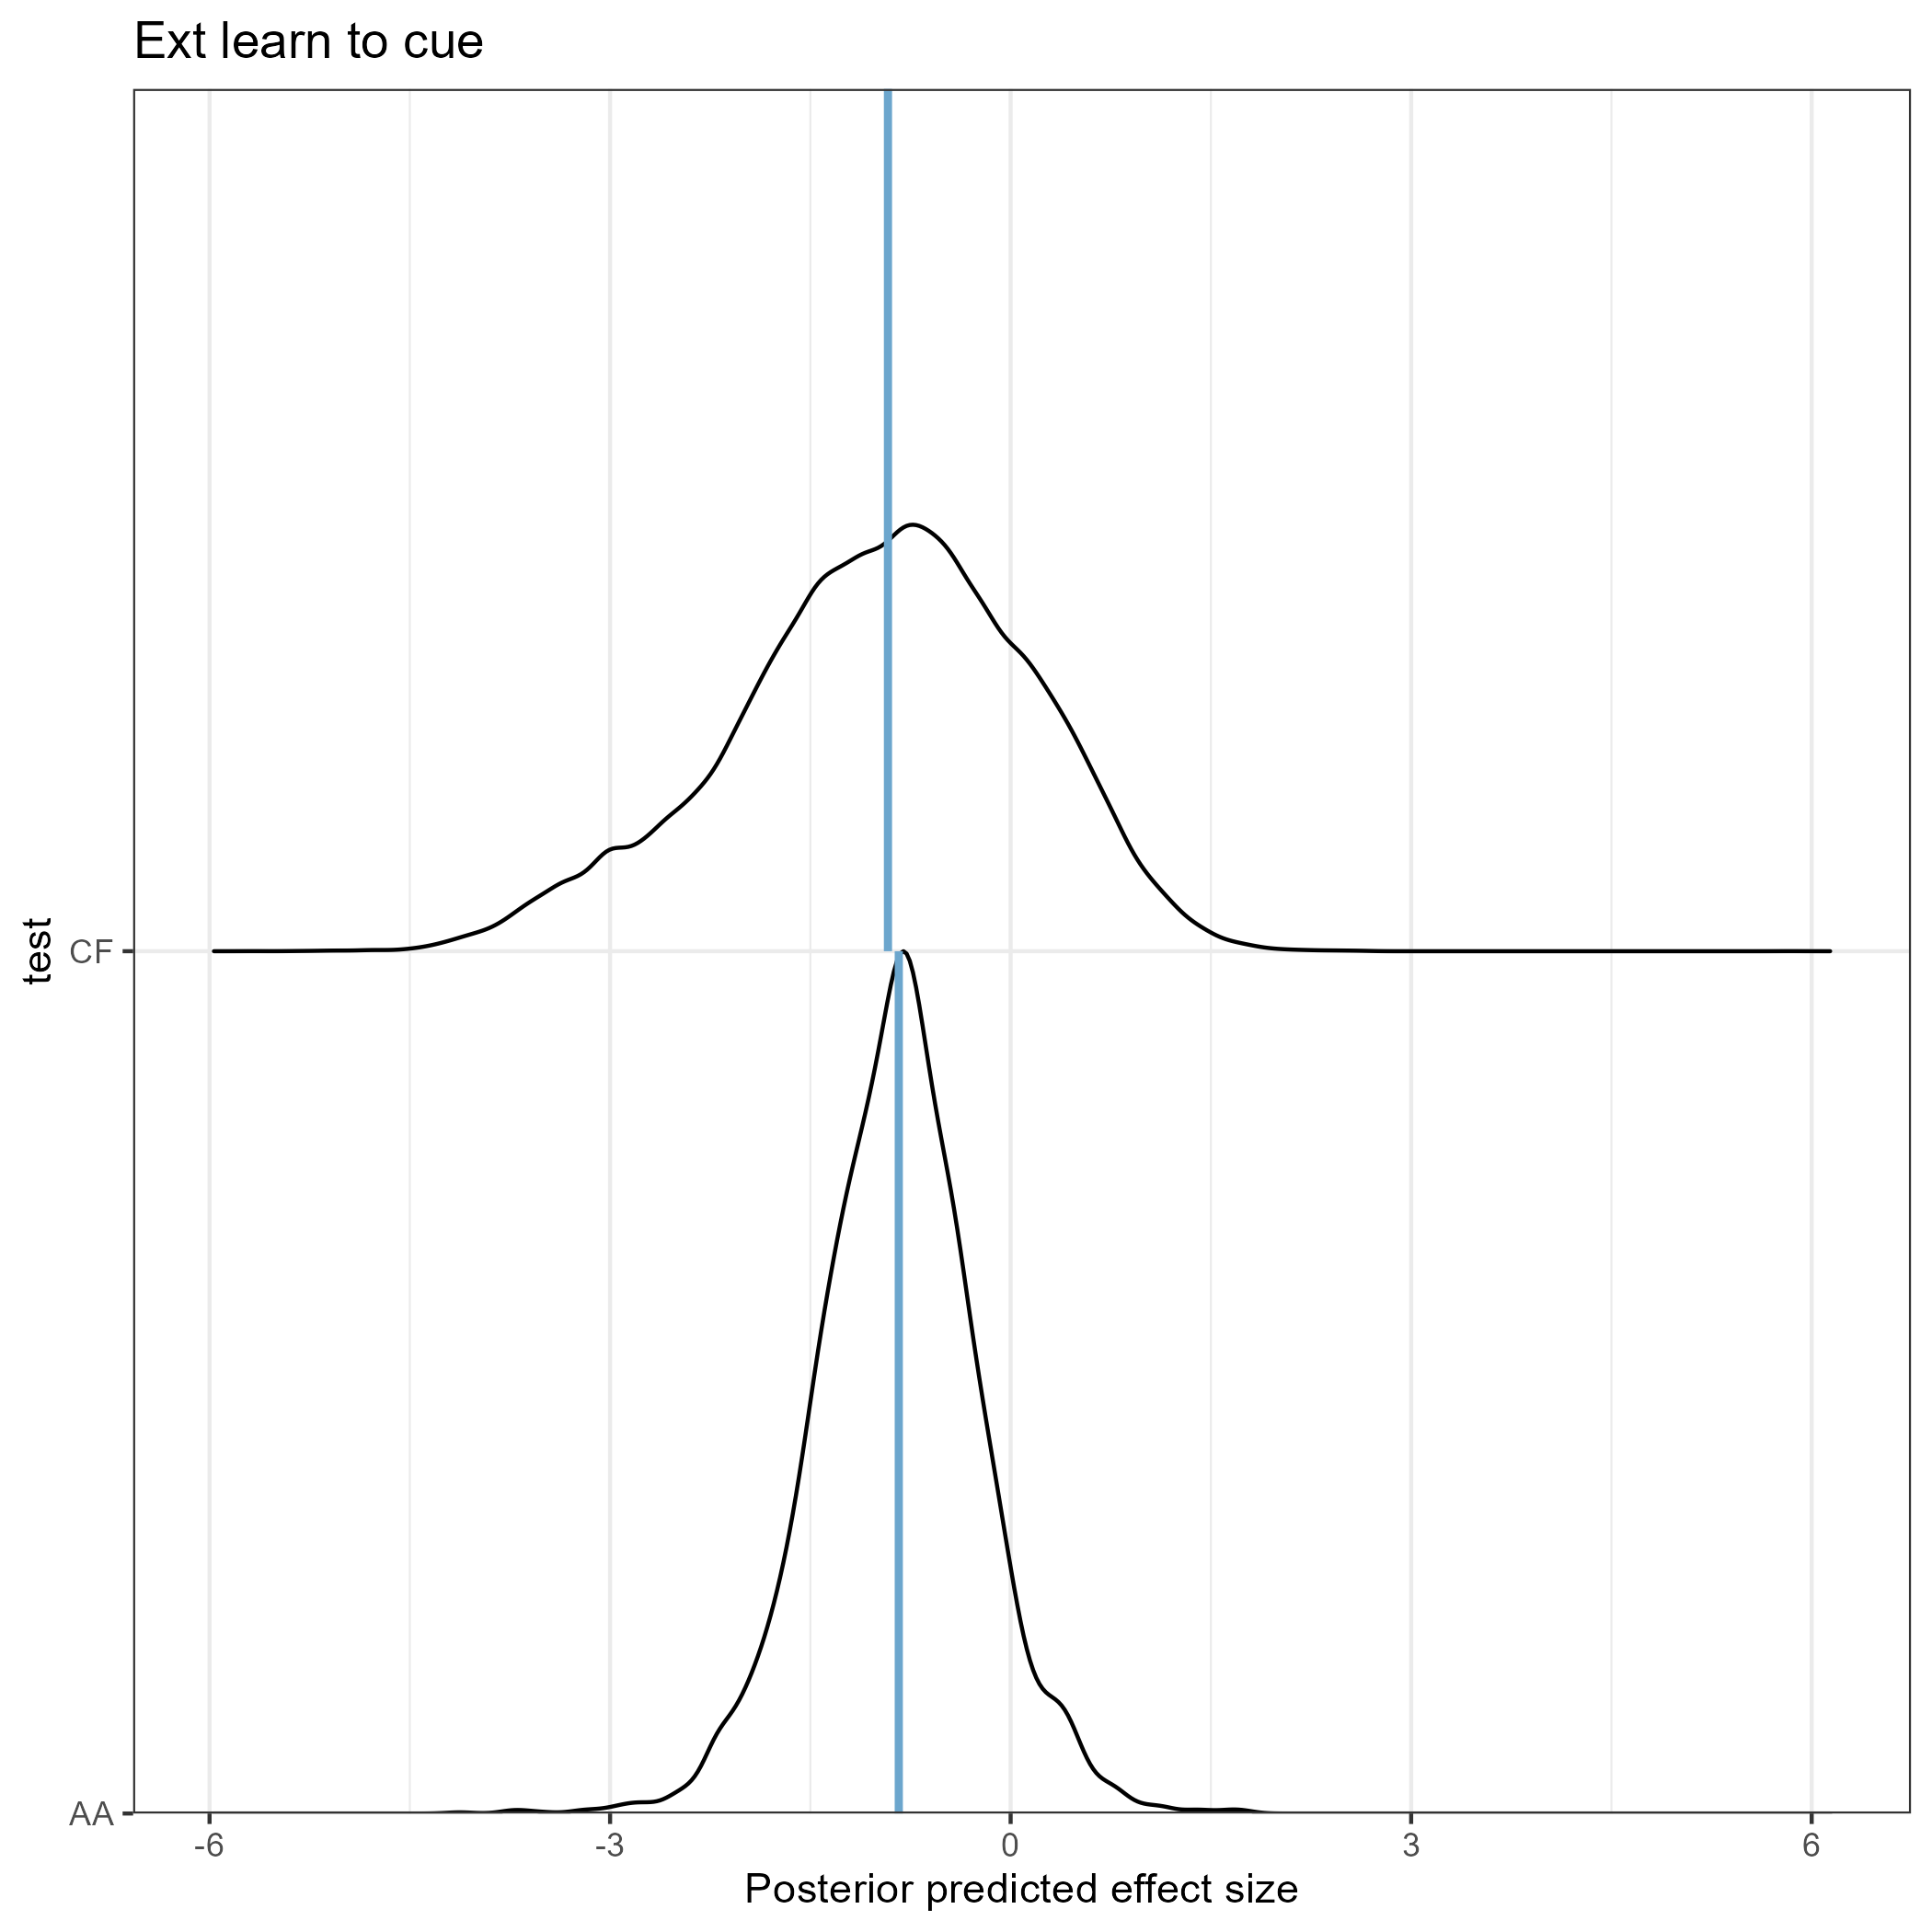 Ext learn to cue
test
CF
AA
-6 -3 0 3 6
Posterior predicted effect size